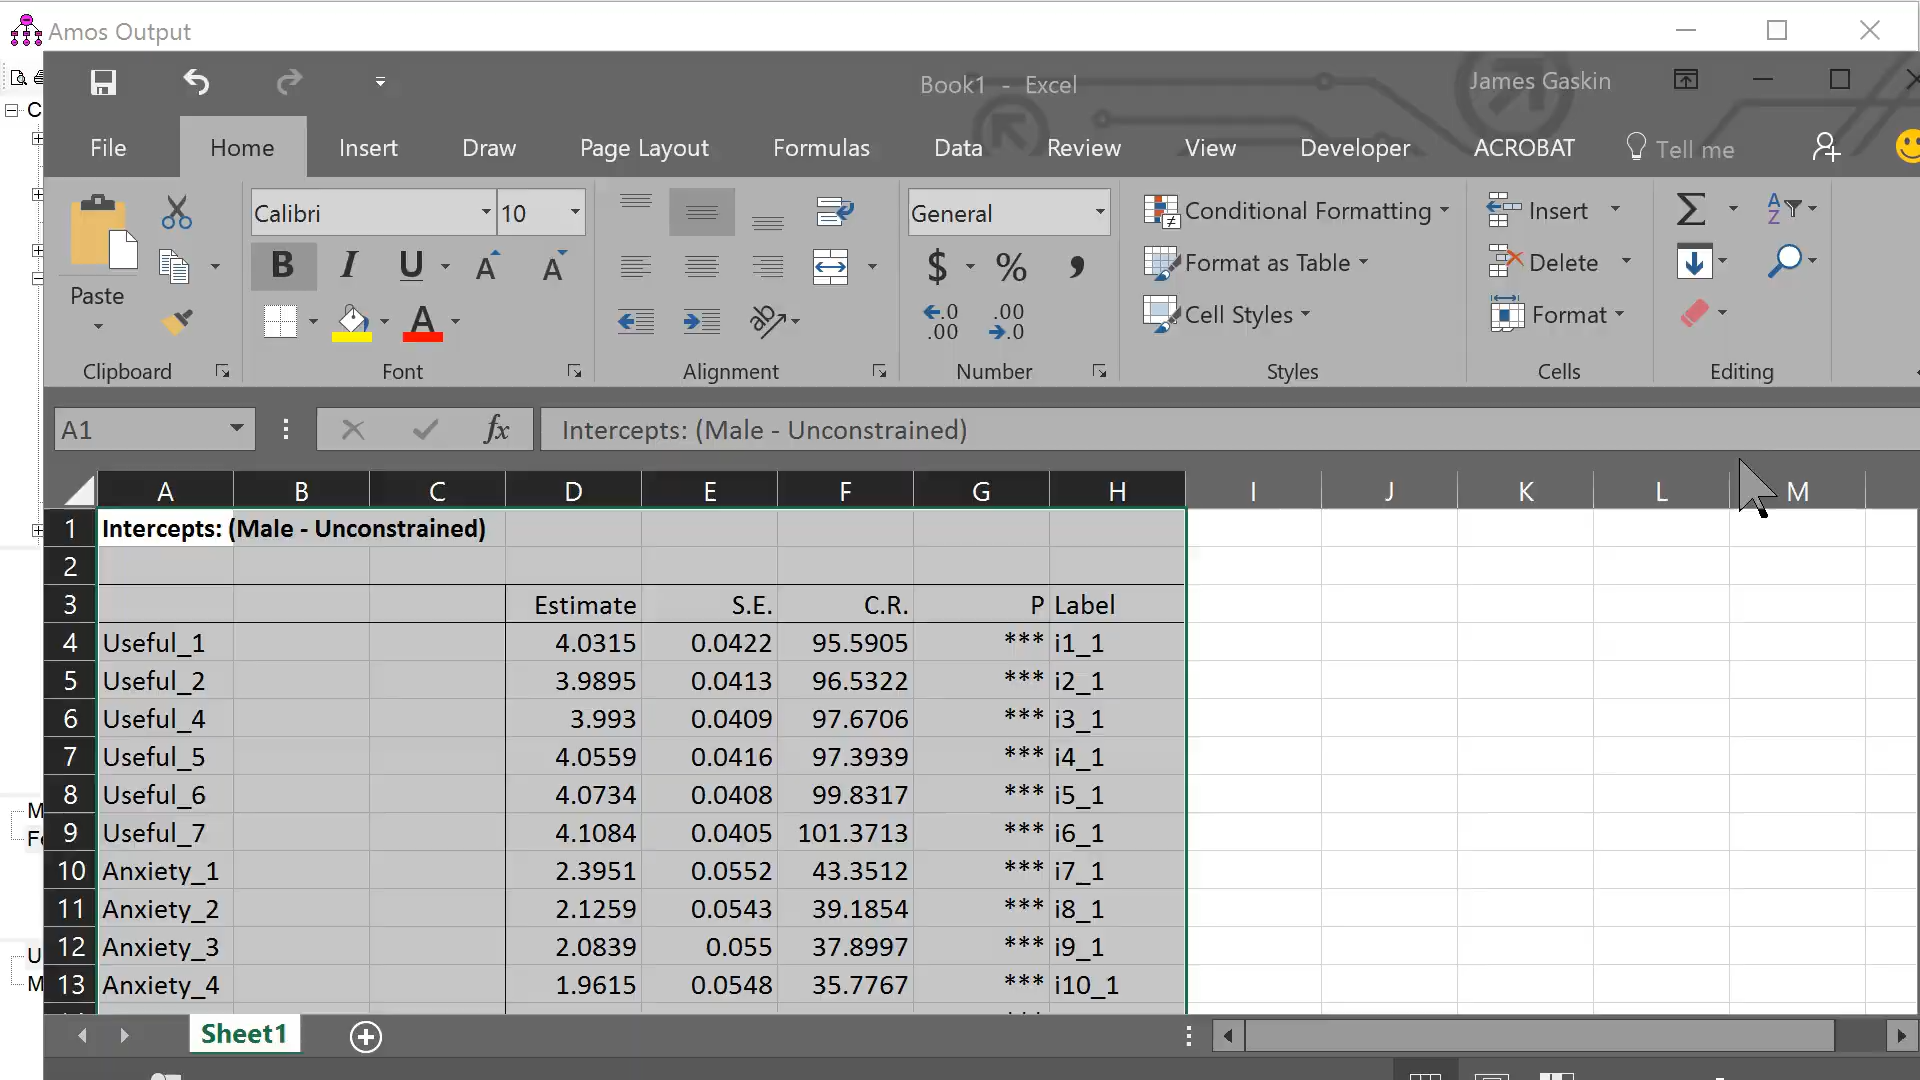 Amos Output
Book1 - Excel
James Gaskin
File Home Insert Draw Page Layout Formulas Data Review View Developer ACROBAT Tell me
Paste
Calibri 10
B I U A A
A
General
$ % ,
←.0 .00
.00 →.0
Conditional Formatting
Format as Table
Cell Styles
Insert
Delete
Format
Clipboard Font Alignment Number Styles Cells Editing
A1 fx Intercepts: (Male - Unconstrained)
A B C D E F G H I J K L M
1 Intercepts: (Male - Unconstrained)
2
3 Estimate S.E. C.R. P Label
4 Useful_1 4.0315 0.0422 95.5905 *** i1_1
5 Useful_2 3.9895 0.0413 96.5322 *** i2_1
6 Useful_4 3.993 0.0409 97.6706 *** i3_1
7 Useful_5 4.0559 0.0416 97.3939 *** i4_1
8 Useful_6 4.0734 0.0408 99.8317 *** i5_1
9 Useful_7 4.1084 0.0405 101.3713 *** i6_1
10 Anxiety_1 2.3951 0.0552 43.3512 *** i7_1
11 Anxiety_2 2.1259 0.0543 39.1854 *** i8_1
12 Anxiety_3 2.0839 0.055 37.8997 *** i9_1
13 Anxiety_4 1.9615 0.0548 35.7767 *** i10_1
Sheet1